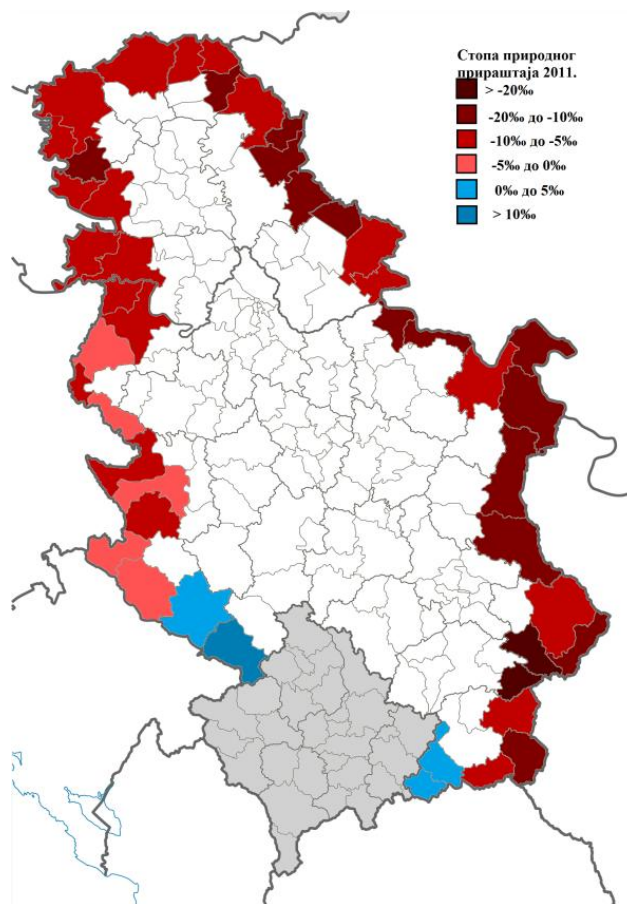 Стопа природног
прираштаја 2011.
> -20‰
-20‰ до -10‰
-10‰ до -5‰
-5‰ до 0‰
0‰ до 5‰
> 10‰